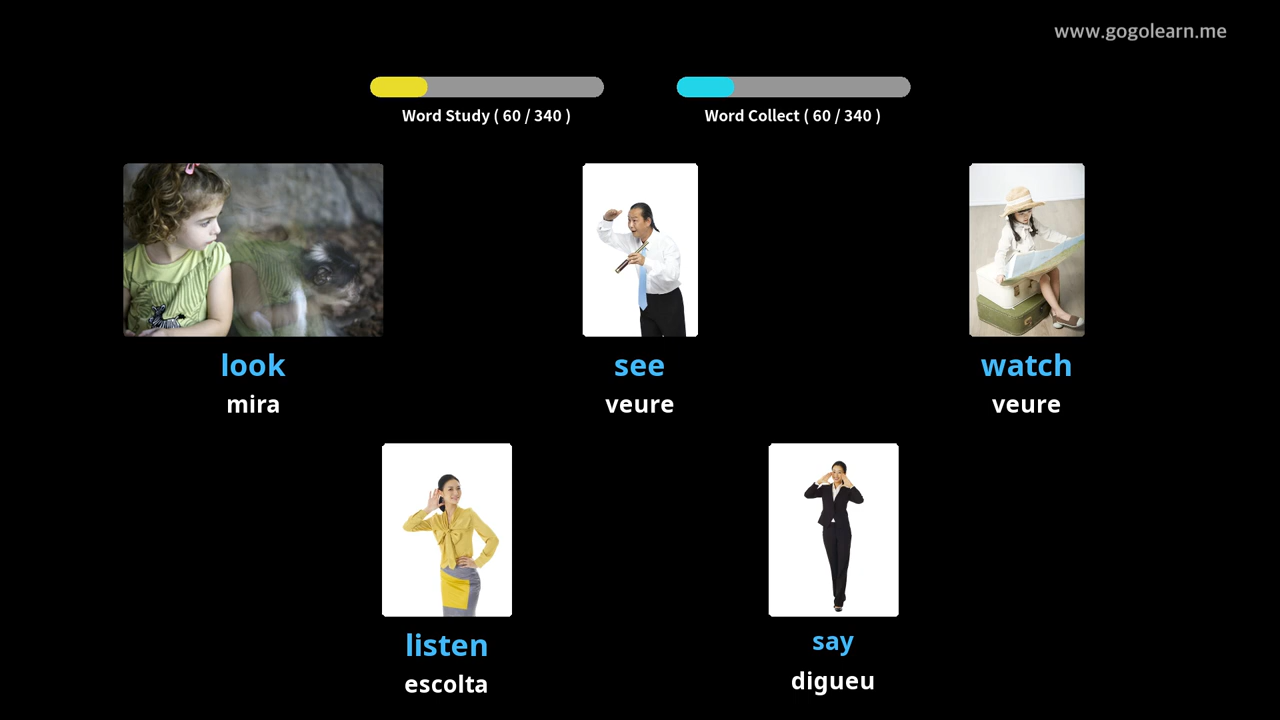 www.gogolearn.me
Word Study ( 60 / 340 )
Word Collect ( 60 / 340 )
look
see
watch
mira
veure
veure
listen
say
escolta
digueu